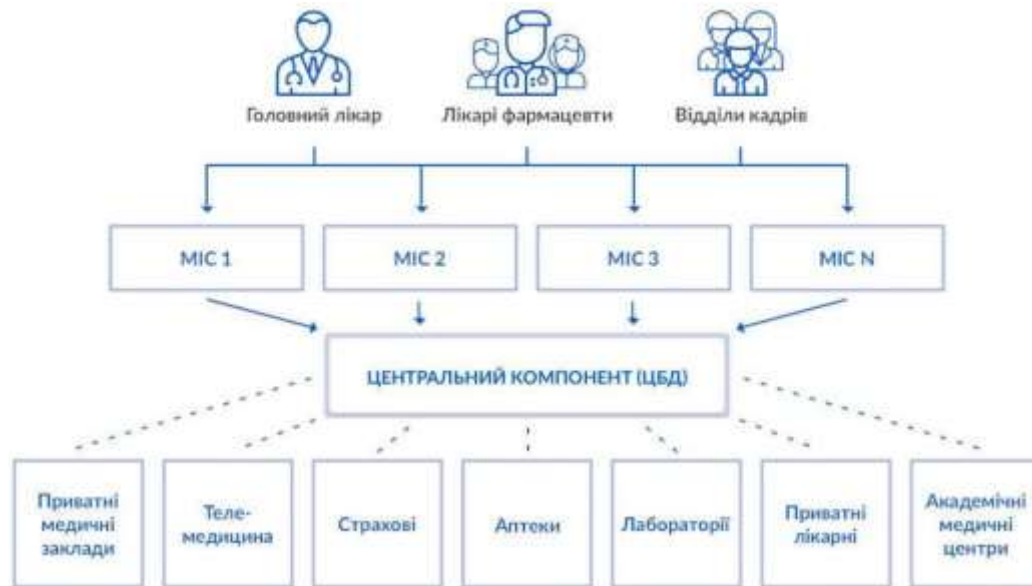 Головний лікар
Лікарі фармацевти
Відділи кадрів
МІС 1
МІС 2
МІС 3
МІС N
ЦЕНТРАЛЬНИЙ КОМПОНЕНТ (ЦБД)
Приватні
медичні
заклади
Теле-
медицина
Страхові
Аптеки
Лабораторії
Приватні
лікарні
Академічні
медичні
центри